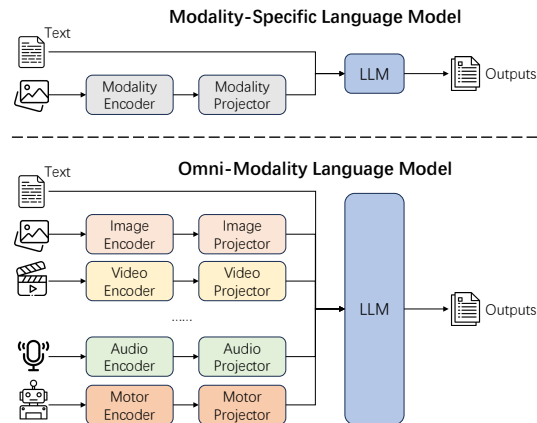 Modality-Specific Language Model
Text
Modality
Encoder
Modality
Projector
LLM
Outputs
Omni-Modality Language Model
Text
Image
Encoder
Image
Projector
Video
Encoder
Video
Projector
......
Audio
Encoder
Audio
Projector
Motor
Encoder
Motor
Projector
LLM
Outputs